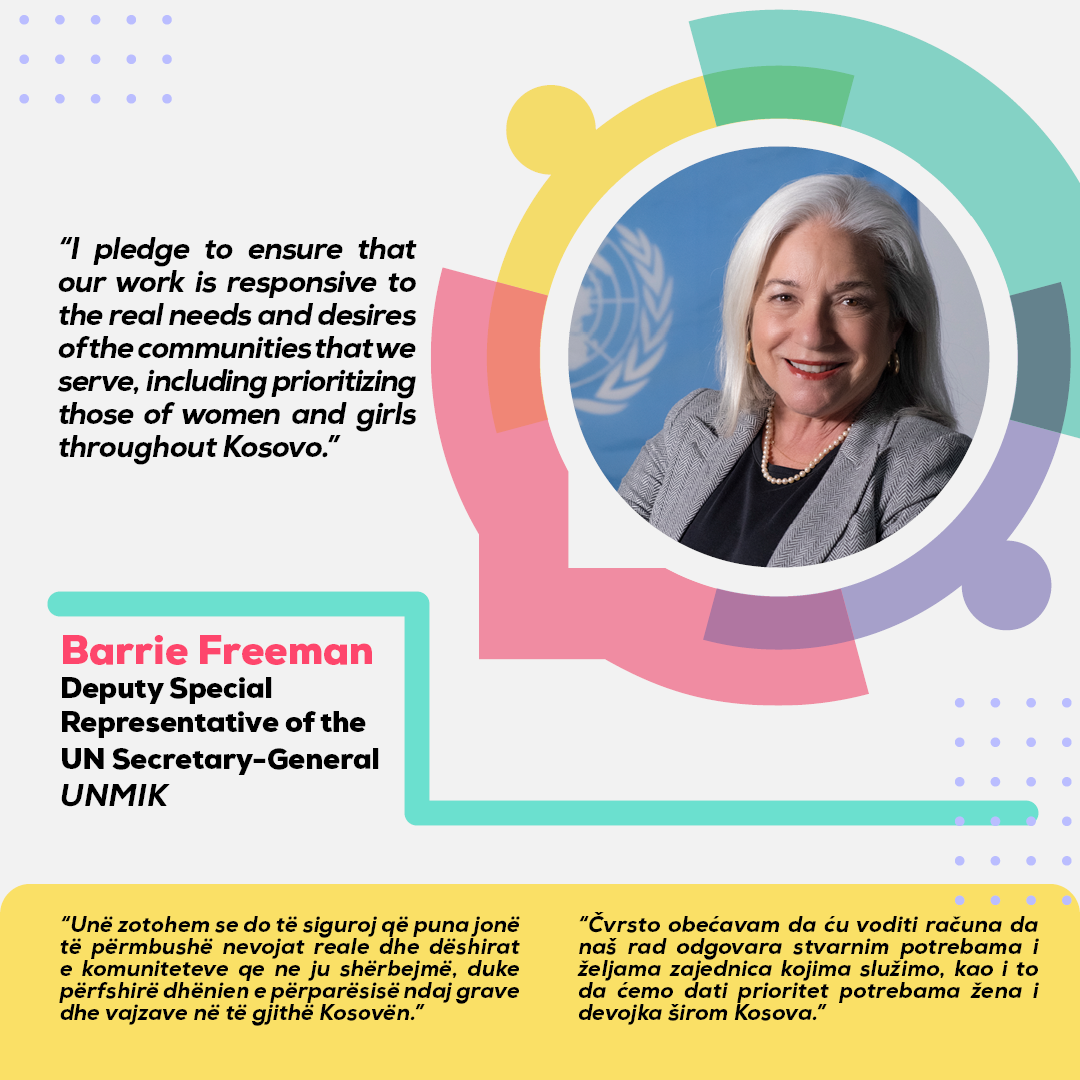 “I pledge to ensure that
our work is responsive to
the real needs and desires
of the communities that we
serve, including prioritizing
those of women and girls
throughout Kosovo.”
Barrie Freeman
Deputy Special
Representative of the
UN Secretary-General
UNMIK
“Unë zotohem se do të siguroj që puna jonë
të përmbushë nevojat reale dhe dëshirat
e komuniteteve qe ne ju shërbejmë, duke
përfshirë dhënien e përparësisë ndaj grave
dhe vajzave në të gjithë Kosovën.”
“Čvrsto obećavam da ću voditi računa da
naš rad odgovara stvarnim potrebama i
željama zajednica kojima služimo, kao i to
da ćemo dati prioritet potrebama žena i
devojka širom Kosova.”